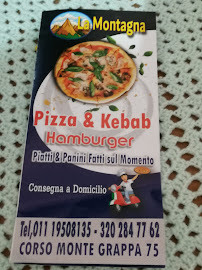 La Montagna
Pizza & Kebab
Hamburger
Piatti & Panini Fatti sul Momento
Consegna a Domicilio
Tel,011 19508135 - 320 284 77 62
CORSO MONTE GRAPPA 75